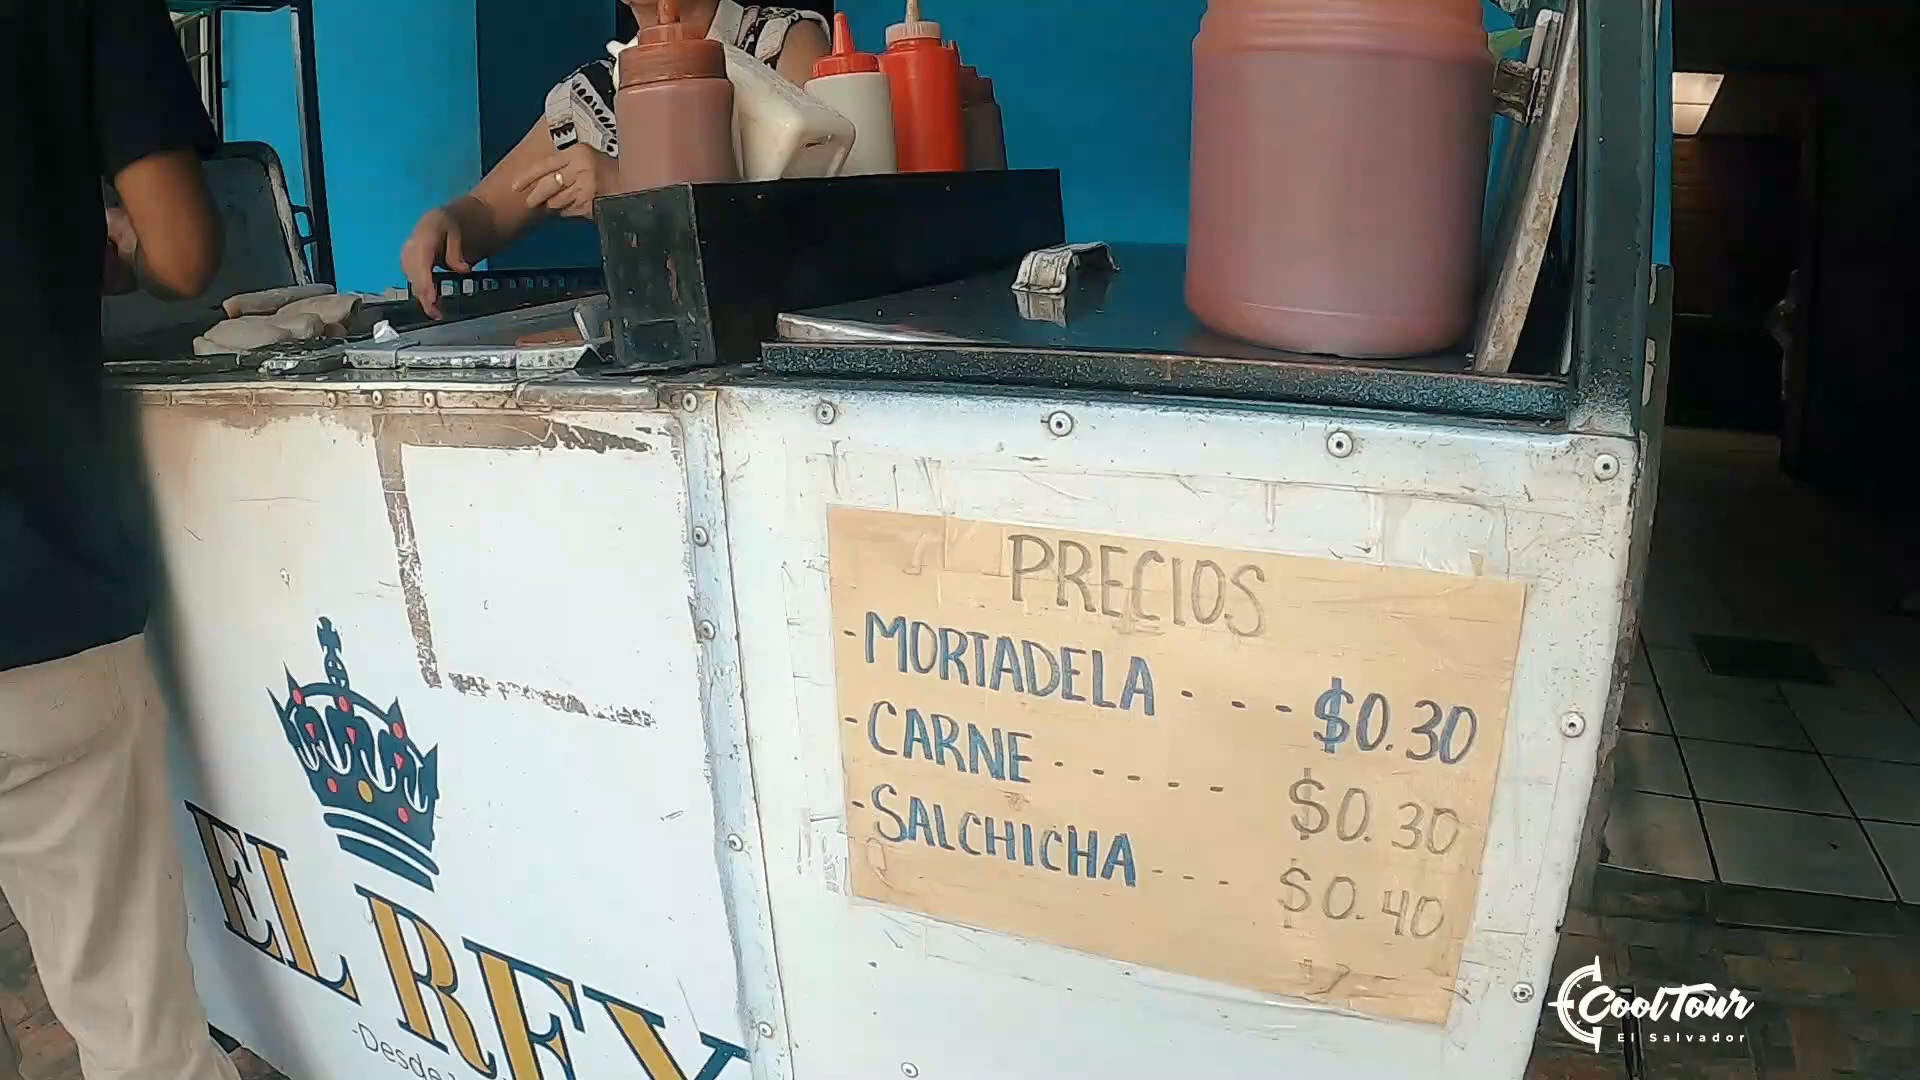 PRECIOS
-MORTADELA - - - $0.30
-CARNE - - - - - - $0.30
-SALCHICHA - - - $0.40
EL REY
-Desde
CoolTour
El Salvador